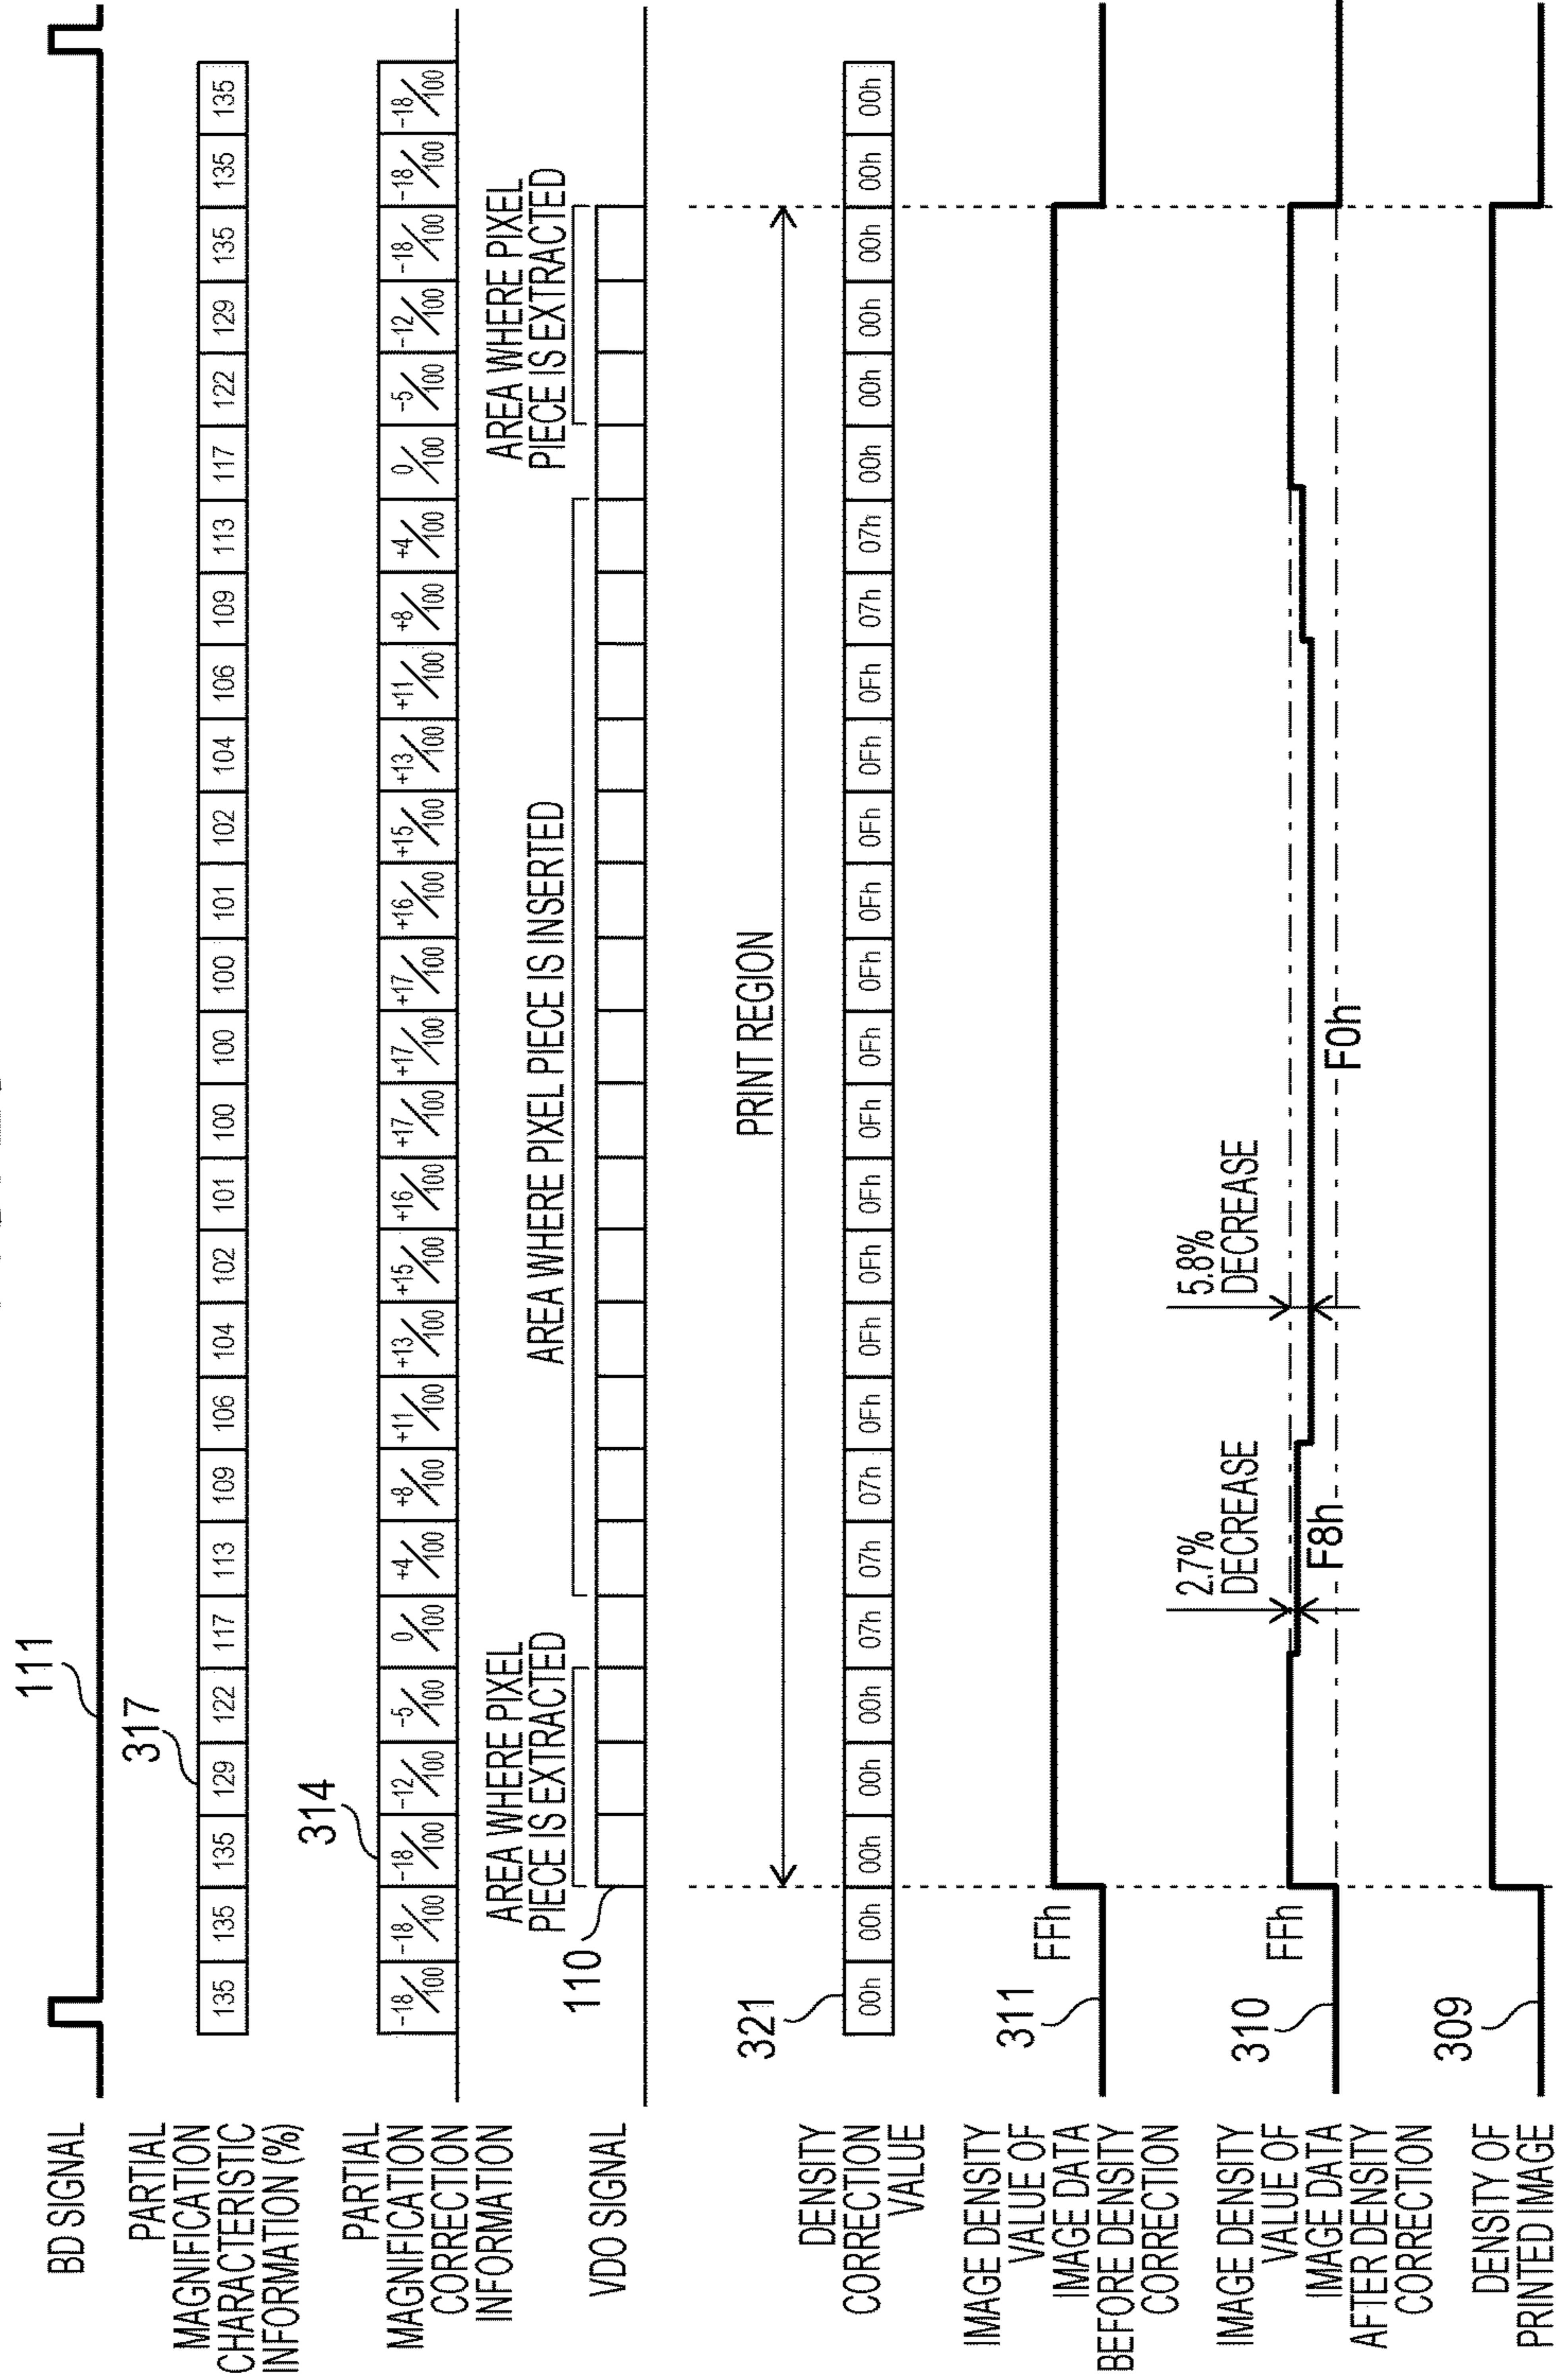 111
BD SIGNAL
317
PARTIAL
MAGNIFICATION
CHARACTERISTIC
INFORMATION (%)
135 135 135 129 122 117 113 109 106 104 102 101 100 100 100 101 102 104 106 109 113 117 122 129 135 135 135
314
PARTIAL
MAGNIFICATION
CORRECTION
INFORMATION
-18/100 -18/100 -18/100 -12/100 -5/100 0/100 +4/100 +8/100 +11/100 +13/100 +15/100 +16/100 +17/100 +17/100 +17/100 +16/100 +15/100 +13/100 +11/100 +8/100 +4/100 0/100 -5/100 -12/100 -18/100 -18/100 -18/100
AREA WHERE PIXEL
PIECE IS EXTRACTED
AREA WHERE PIXEL PIECE IS INSERTED
AREA WHERE PIXEL
PIECE IS EXTRACTED
110
VDO SIGNAL
PRINT REGION
321
DENSITY
CORRECTION
VALUE
00h 00h 00h 00h 00h 07h 07h 07h 0Fh 0Fh 0Fh 0Fh 0Fh 0Fh 0Fh 0Fh 0Fh 0Fh 0Fh 07h 07h 00h 00h 00h 00h 00h 00h
IMAGE DENSITY
VALUE OF
IMAGE DATA
BEFORE DENSITY
CORRECTION
311
FFh
2.7%
DECREASE
5.8%
DECREASE
IMAGE DENSITY
VALUE OF
IMAGE DATA
AFTER DENSITY
CORRECTION
310
FFh
F8h
F0h
309
DENSITY OF
PRINTED IMAGE